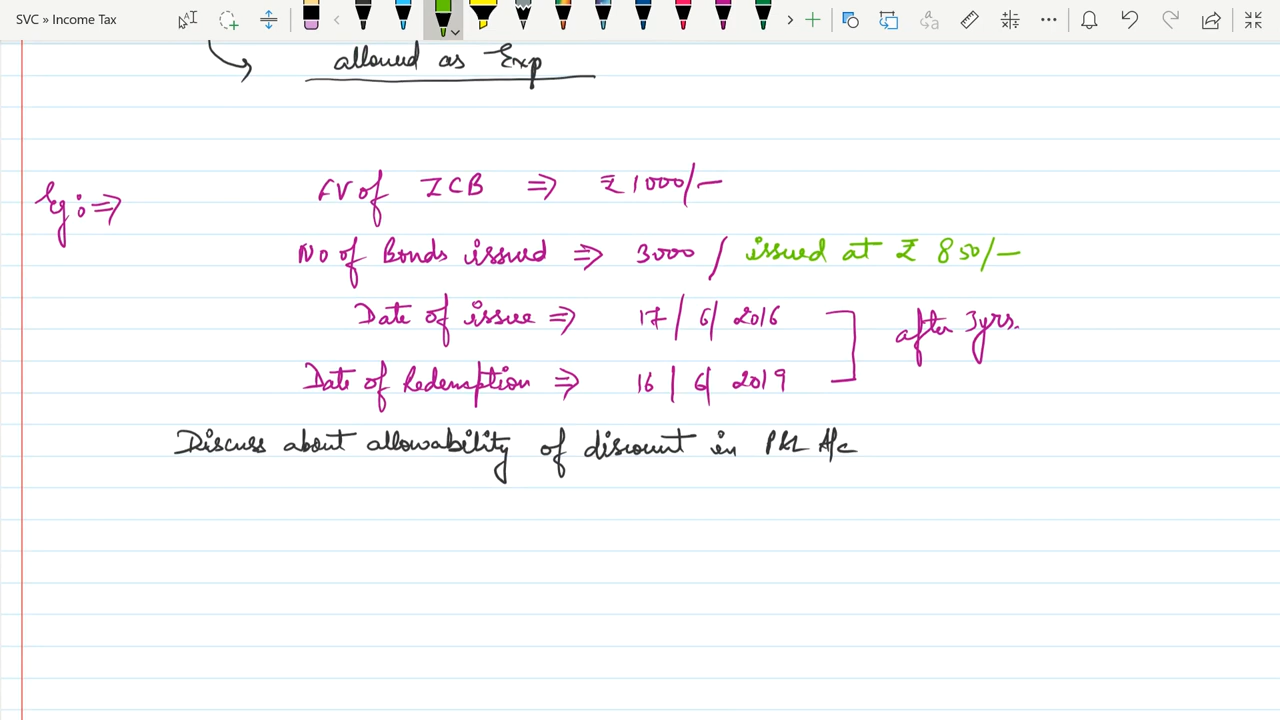 SVC » Income Tax
allowed as Exp
Eg:⇒ FV of ZCB ⇒ ₹1000/-
No of Bonds issued ⇒ 3000 / issued at ₹ 850/-
Date of issue ⇒ 17/6/2016
after 3yrs.
Date of Redemption ⇒ 16/6/2019
Discuss about allowability of discount in P&L A/c